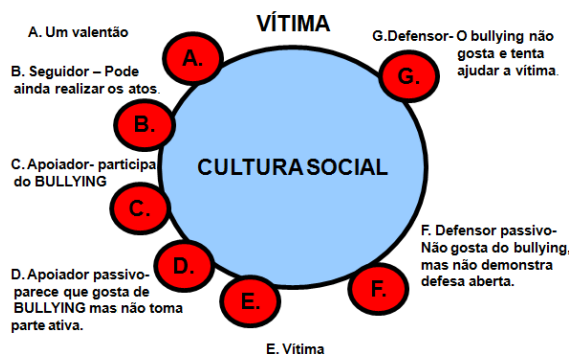 VÍTIMA
A. Um valentão
A.
B. Seguidor – Pode
ainda realizar os atos.
B.
C. Apoiador- participa
do BULLYING
C.
D. Apoiador passivo-
parece que gosta de
BULLYING mas não toma
parte ativa.
D.
E.
E. Vítima
CULTURA SOCIAL
G.Defensor- O bullying não
gosta e tenta
ajudar a vítima.
G.
F. Defensor passivo-
Não gosta do bullying,
mas não demonstra
defesa aberta.
F.